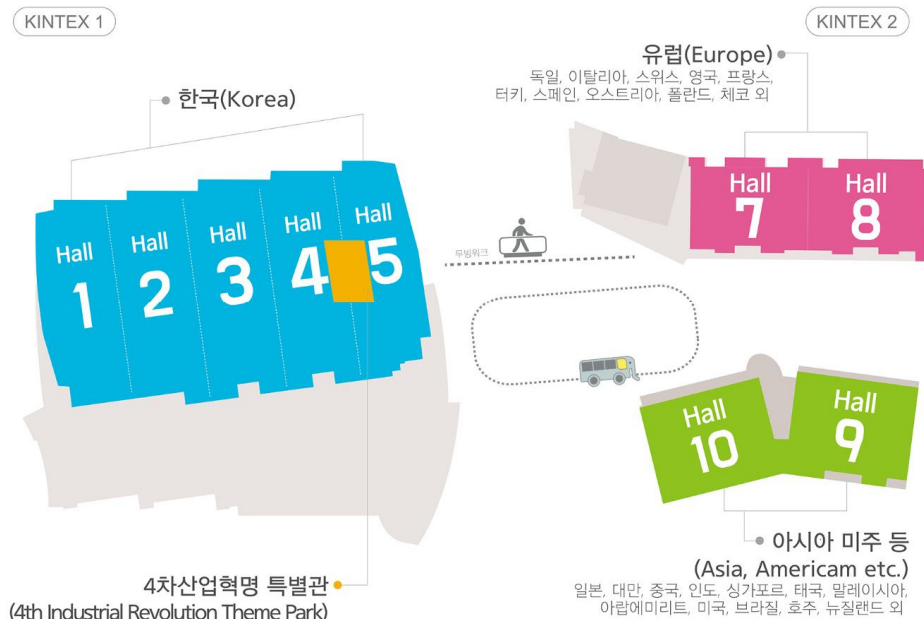 KINTEX 1
KINTEX 2
한국(Korea)
유럽(Europe)
독일, 이탈리아, 스위스, 영국, 프랑스,
터키, 스페인, 오스트리아, 폴란드, 체코 외
Hall
1
Hall
2
Hall
3
Hall
4
Hall
5
무빙워크
Hall
7
Hall
8
Hall
10
Hall
9
4차산업혁명 특별관
(4th Industrial Revolution Theme Park)
아시아 미주 등
(Asia, Americam etc.)
일본, 대만, 중국, 인도, 싱가포르, 태국, 말레이시아,
아랍에미리트, 미국, 브라질, 호주, 뉴질랜드 외